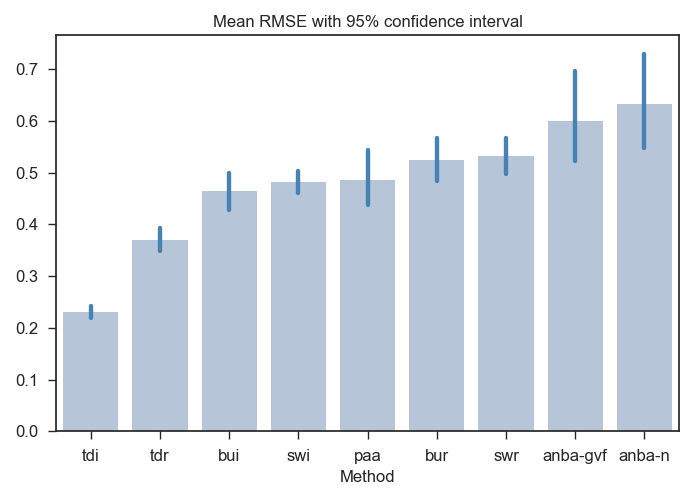 Mean RMSE with 95% confidence interval
0.7
0.6
0.5
0.4
0.3
0.2
0.1
0.0
tdi tdr bui swi paa bur swr anba-gvf anba-n
Method